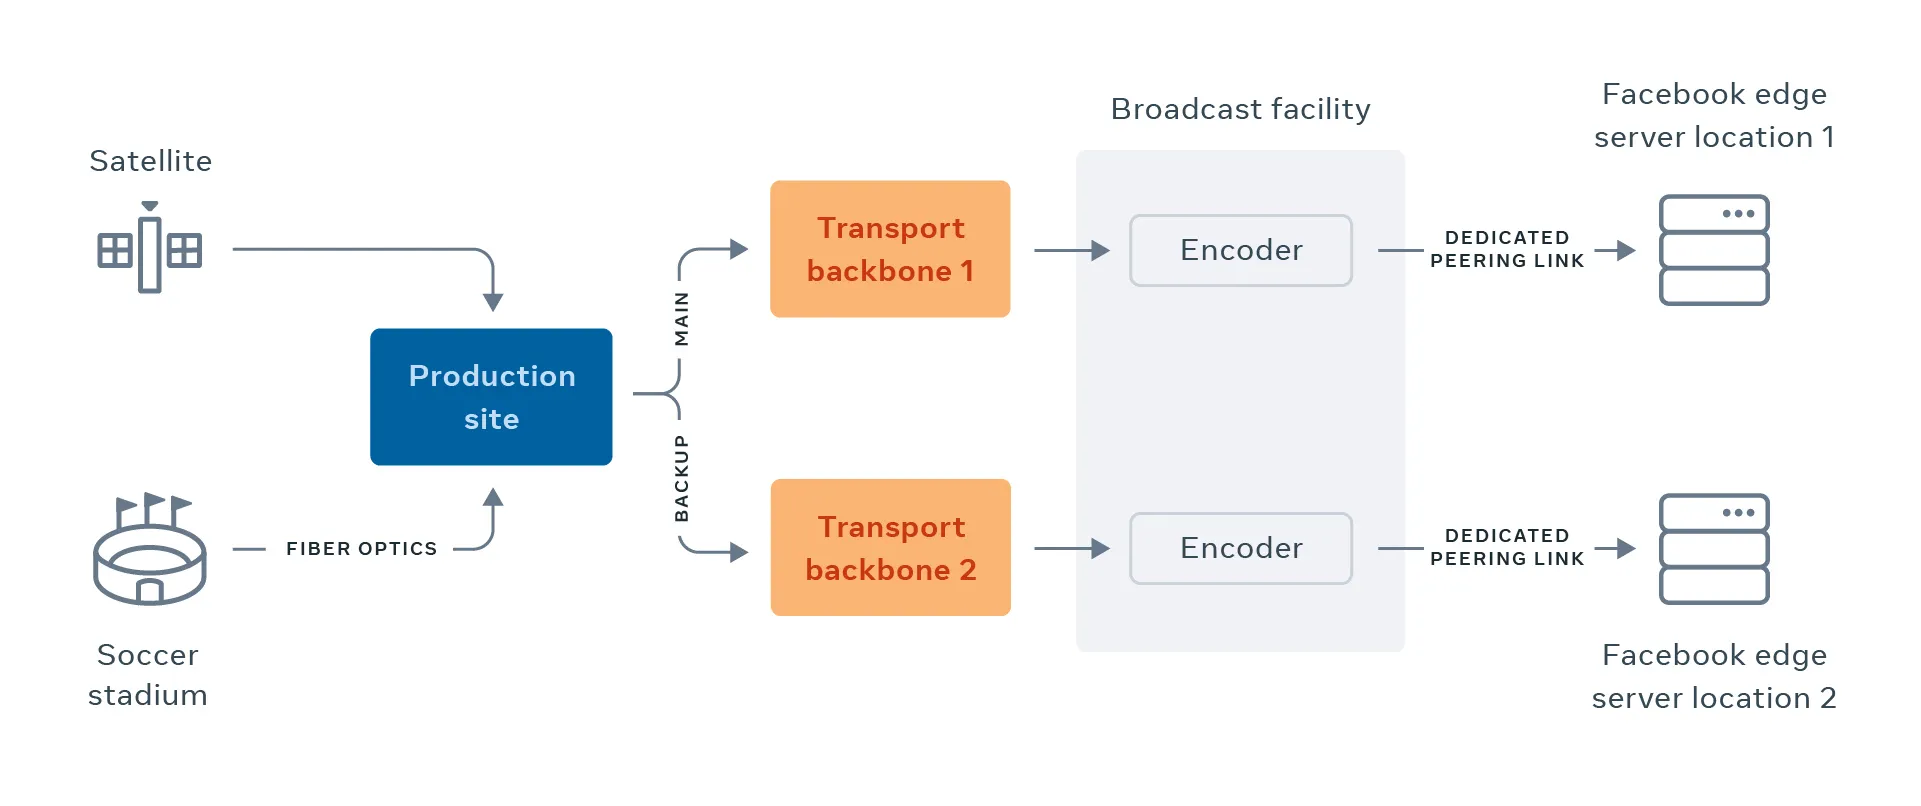 Satellite
Soccer
stadium
FIBER OPTICS
Production
site
MAIN
BACKUP
Transport
backbone 1
Transport
backbone 2
Broadcast facility
Encoder
Encoder
DEDICATED
PEERING LINK
DEDICATED
PEERING LINK
Facebook edge
server location 1
Facebook edge
server location 2